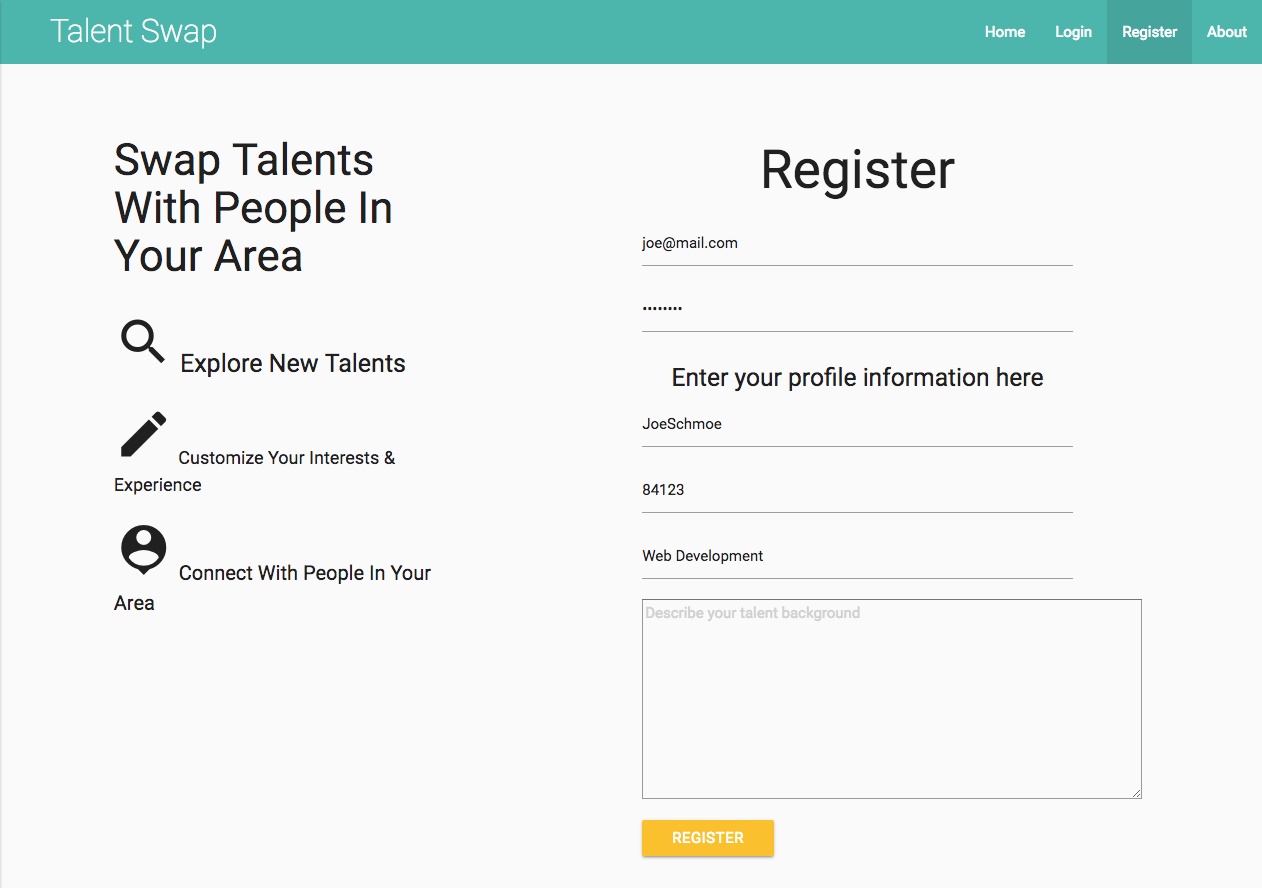 Talent Swap
Home
Login
Register
About
Swap Talents
With People In
Your Area
Explore New Talents
Customize Your Interests &
Experience
Connect With People In Your
Area
Register
joe@mail.com
••••••••
Enter your profile information here
JoeSchmoe
84123
Web Development
Describe your talent background
REGISTER